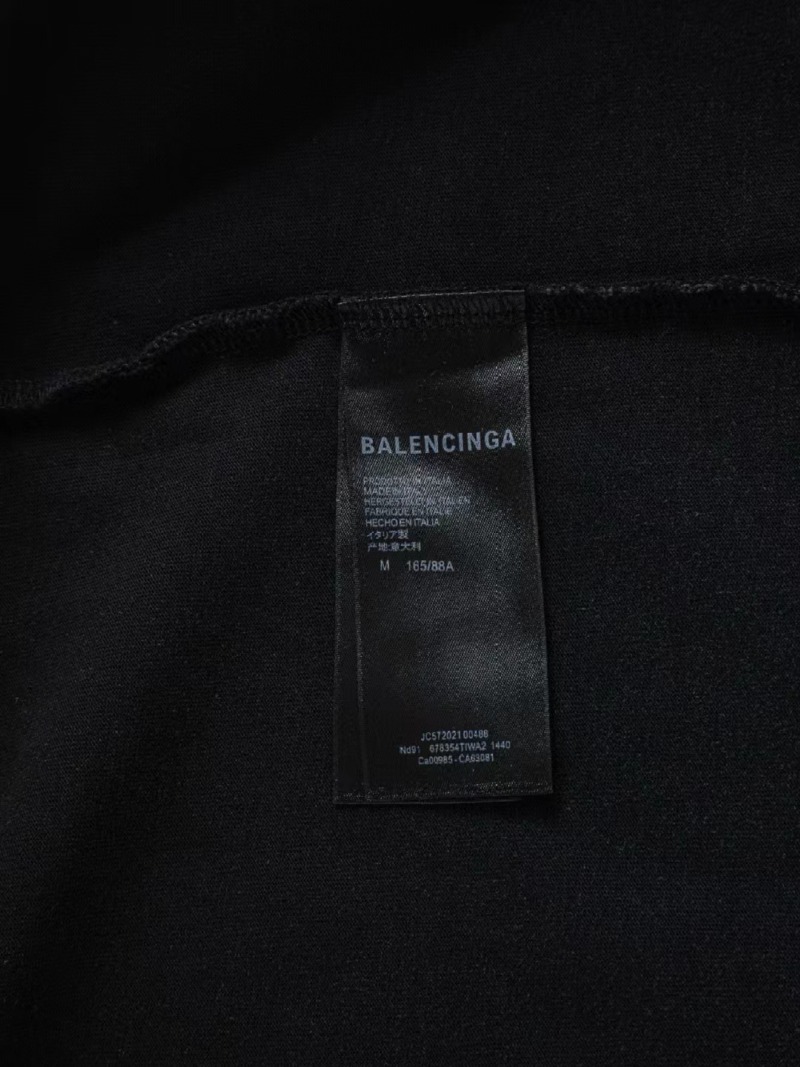 BALENCINGA
PRODOTTO IN ITALIA
MADE IN ITALY
HERGESTELLT IN ITALIEN
FABRIQUE EN ITALIE
HECHO EN ITALIA
イタリア製
产地:意大利
M 165/88A
JC5T2021 00486
Nd91 678354TIWA2 1440
Ca00985-CA63081